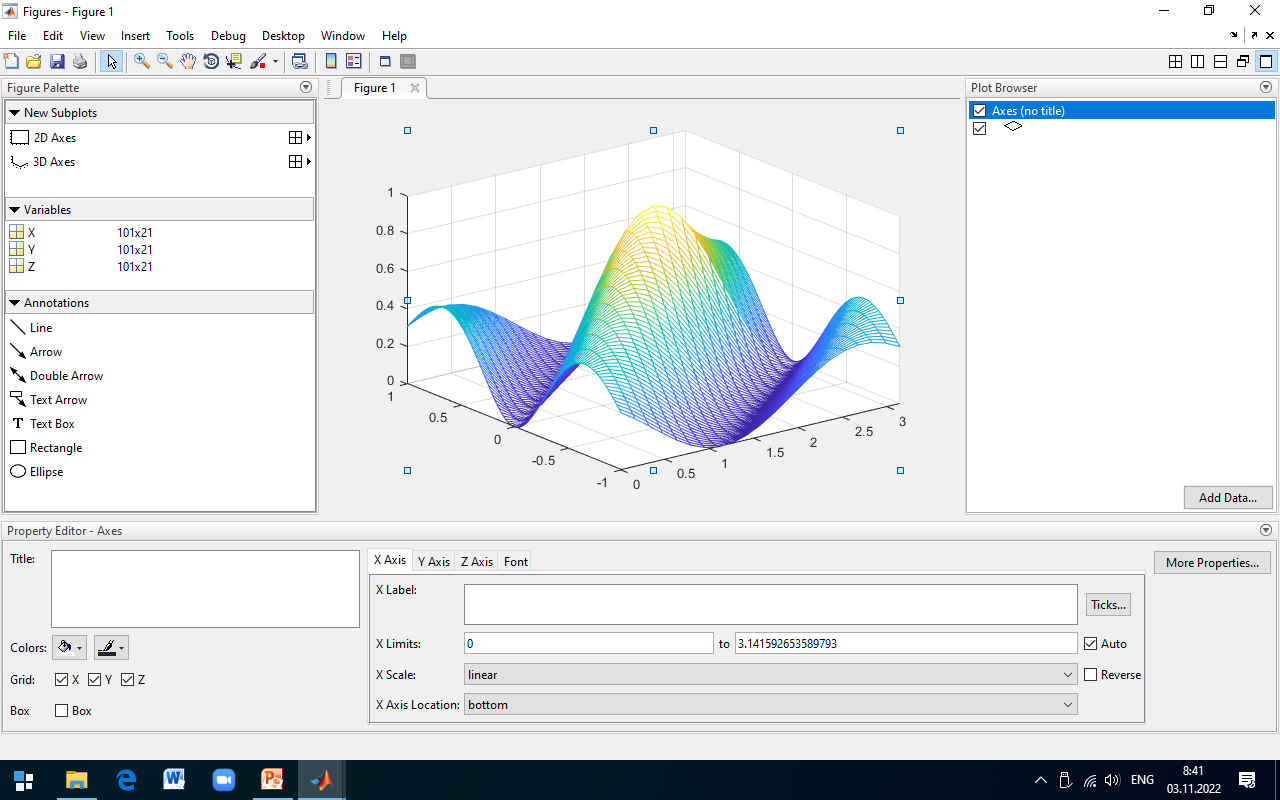 Figures - Figure 1
File Edit View Insert Tools Debug Desktop Window Help
Figure Palette
New Subplots
2D Axes
3D Axes
Variables
X 101x21
Y 101x21
Z 101x21
Annotations
Line
Arrow
Double Arrow
Text Arrow
T Text Box
Rectangle
Ellipse
Figure 1
1
0.8
0.6
0.4
0.2
0
1
0.5
0
-0.5
-1
0
0.5
1
1.5
2
2.5
3
Plot Browser
Axes (no title)
Add Data...
Property Editor - Axes
Title:
Colors:
Grid: X Y Z
Box Box
X Axis Y Axis Z Axis Font
X Label:
Ticks...
X Limits: 0 to 3.141592653589793 Auto
X Scale: linear Reverse
X Axis Location: bottom
More Properties...
ENG
8:41
03.11.2022